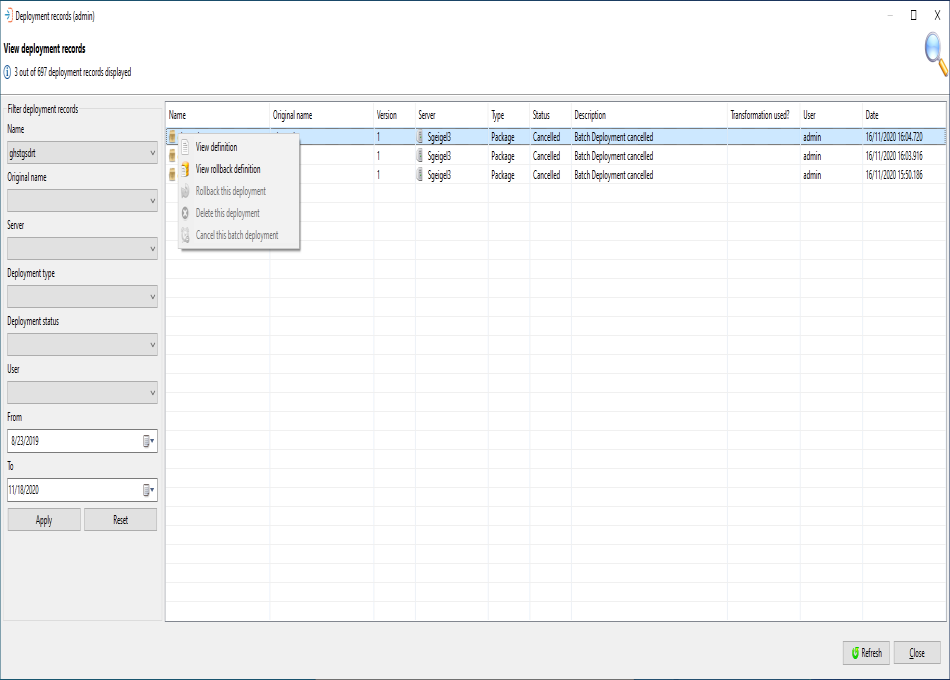 Deployment records (admin)
View deployment records
3 out of 697 deployment records displayed
Filter deployment records
Name
ghstgsdrt
Original name
Server
Deployment type
Deployment status
User
From
8/23/2019
To
11/18/2020
Apply Reset
Name Original name Version Server Type Status Description Transformation used? User Date
1 Sgeigel3 Package Cancelled Batch Deployment cancelled admin 16/11/2020 16:04.720
1 Sgeigel3 Package Cancelled Batch Deployment cancelled admin 16/11/2020 16:03.916
1 Sgeigel3 Package Cancelled Batch Deployment cancelled admin 16/11/2020 15:50.186
View definition
View rollback definition
Rollback this deployment
Delete this deployment
Cancel this batch deployment
Refresh Close